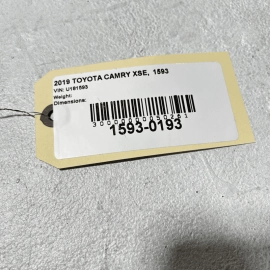 2019 TOYOTA CAMRY XSE, 1593
VIN: U181593
Weight:
Dimensions:
1593-0193